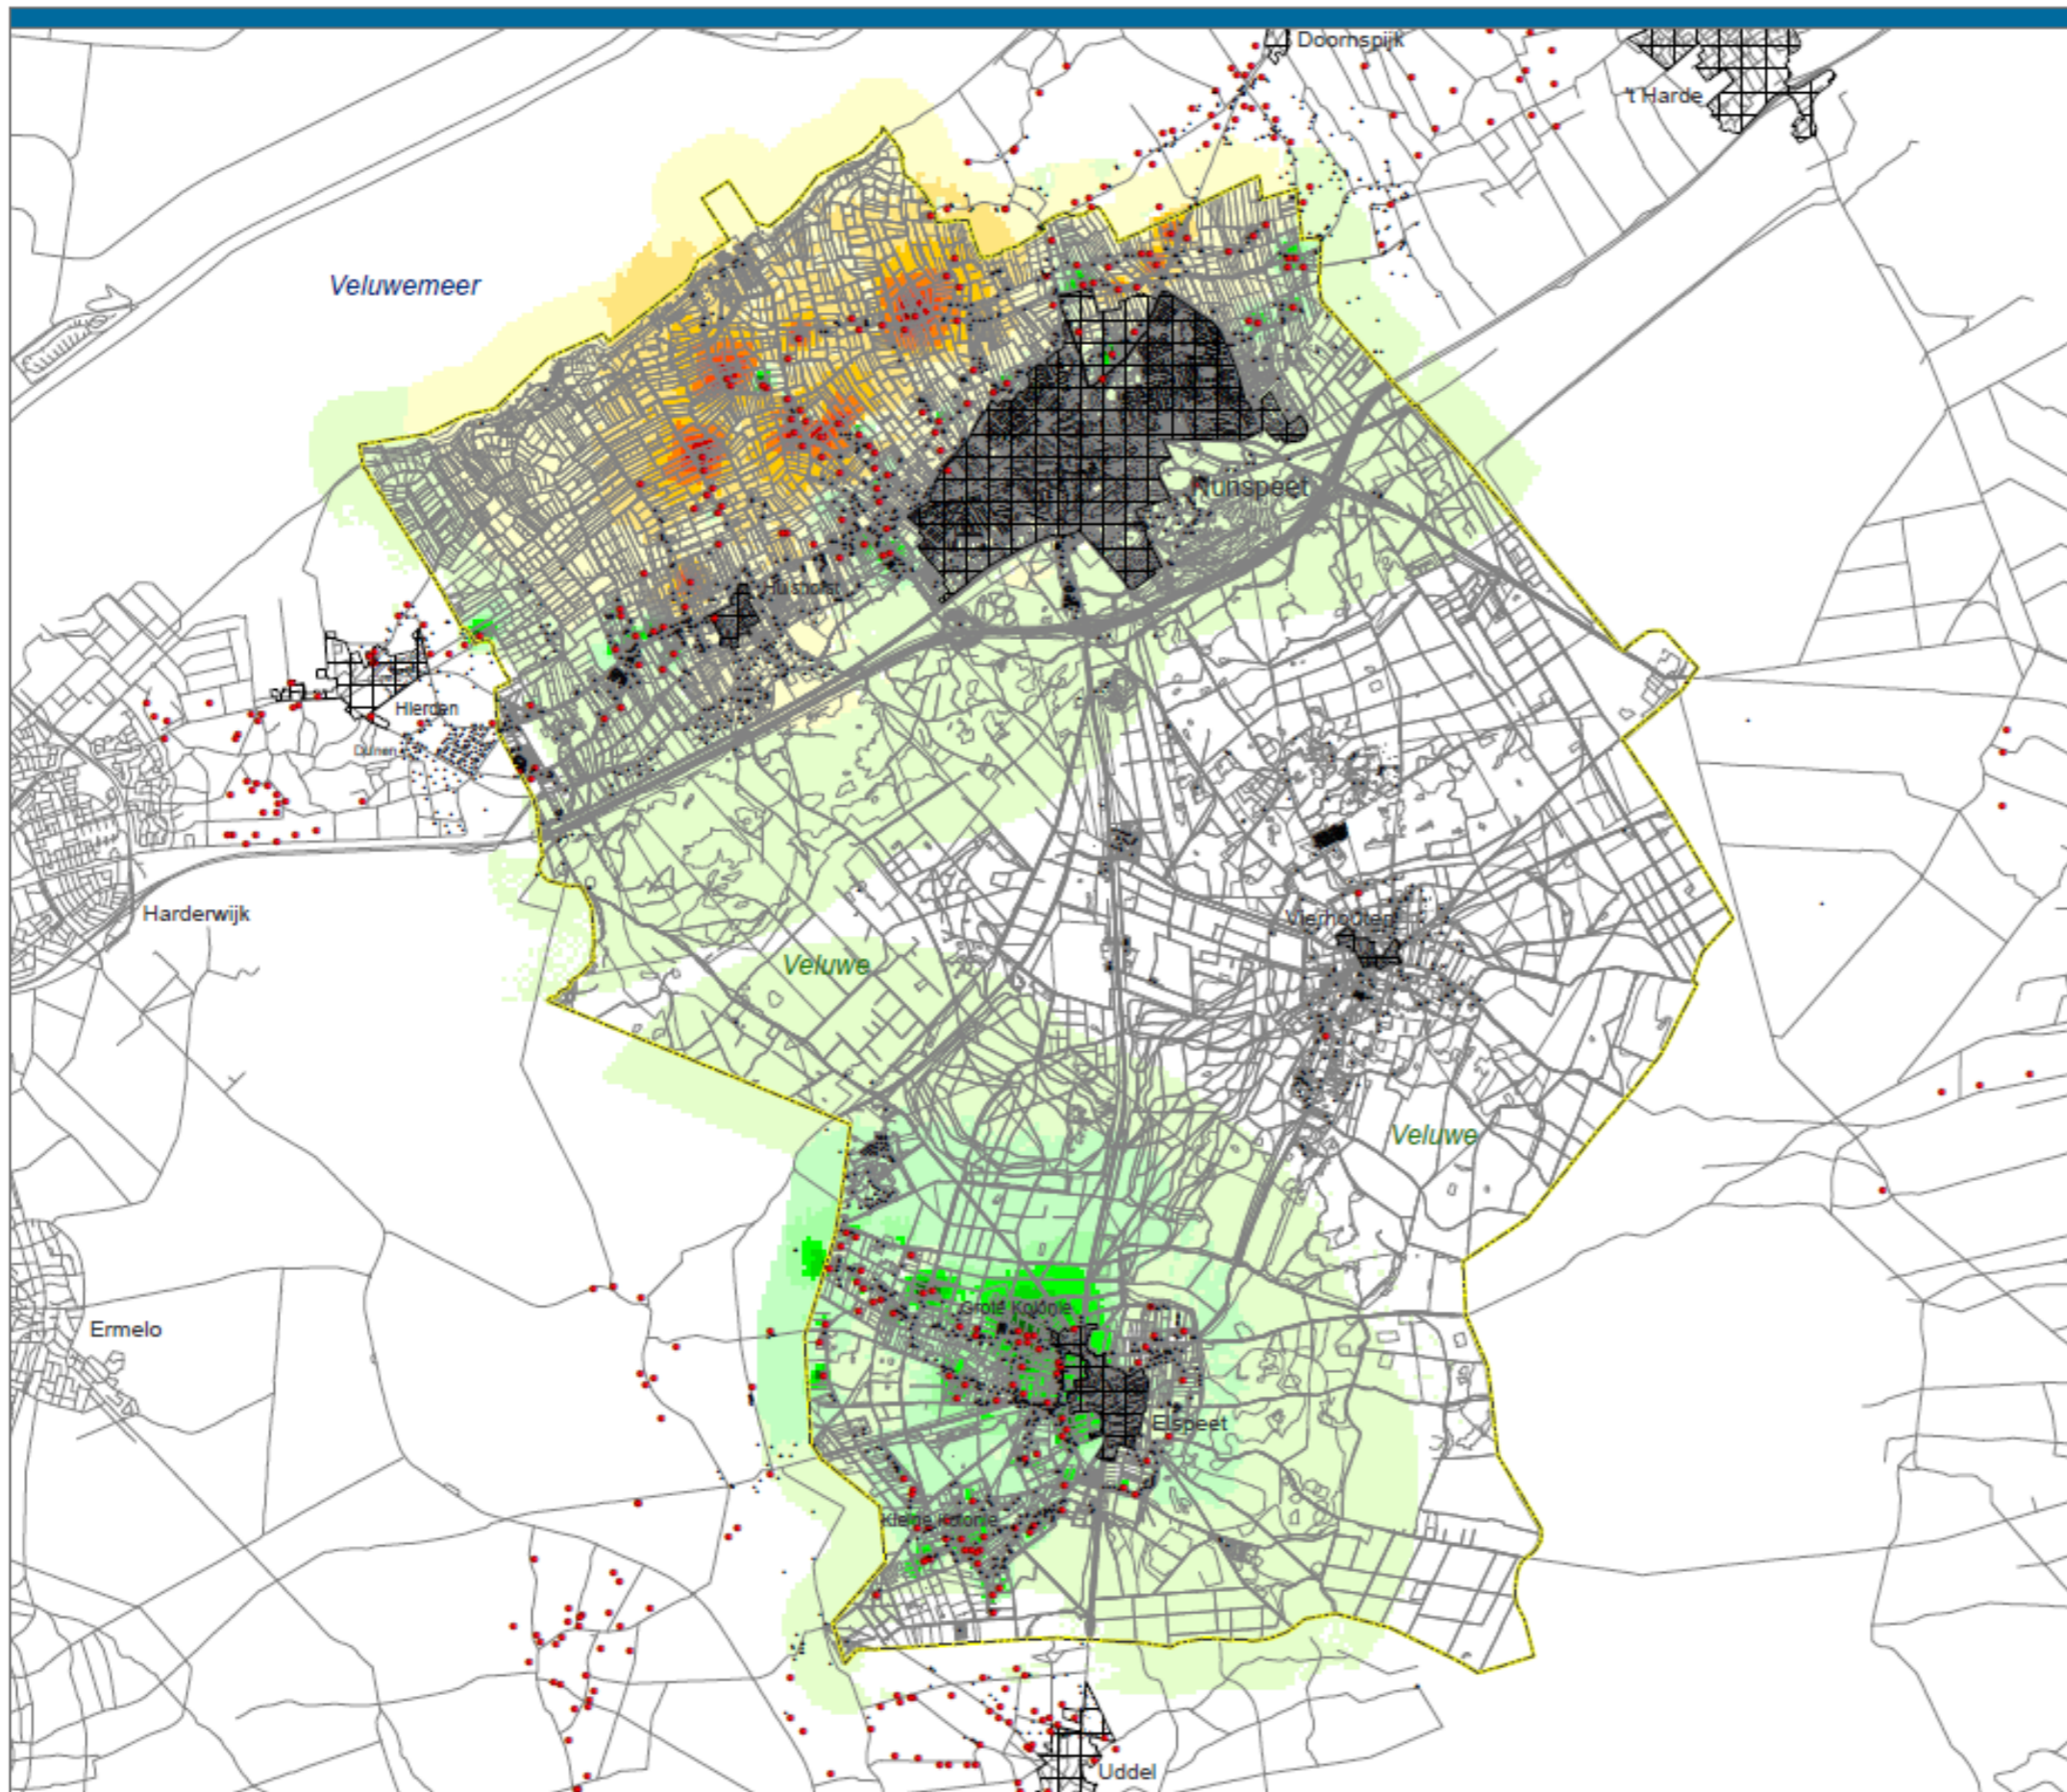 Doornspijk
't Harde
Veluwemeer
Nunspeet
Hulshorst
Hierden
Harderwijk
Vierhouten
Veluwe
Veluwe
Grote Kolonie
Ermelo
Elspeet
Kleine Kolonie
Uddel